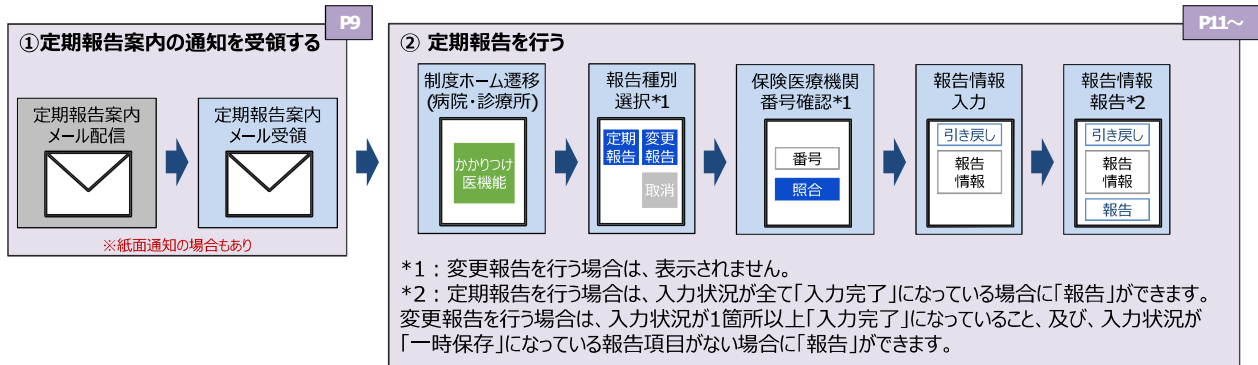 P9
①定期報告案内の通知を受領する
定期報告案内
メール配信
定期報告案内
メール受領
※紙面通知の場合もあり
P11～
② 定期報告を行う
制度ホーム遷移
(病院・診療所)
かかりつけ
医機能
報告種別
選択*1
定期
報告
変更
報告
取消
保険医療機関
番号確認*1
番号
照合
報告情報
入力
引き戻し
報告
情報
報告情報
報告*2
引き戻し
報告
情報
報告
*1：変更報告を行う場合は、表示されません。
*2：定期報告を行う場合は、入力状況が全て「入力完了」になっている場合に「報告」ができます。
変更報告を行う場合は、入力状況が1箇所以上「入力完了」になっていること、及び、入力状況が
「一時保存」になっている報告項目がない場合に「報告」ができます。